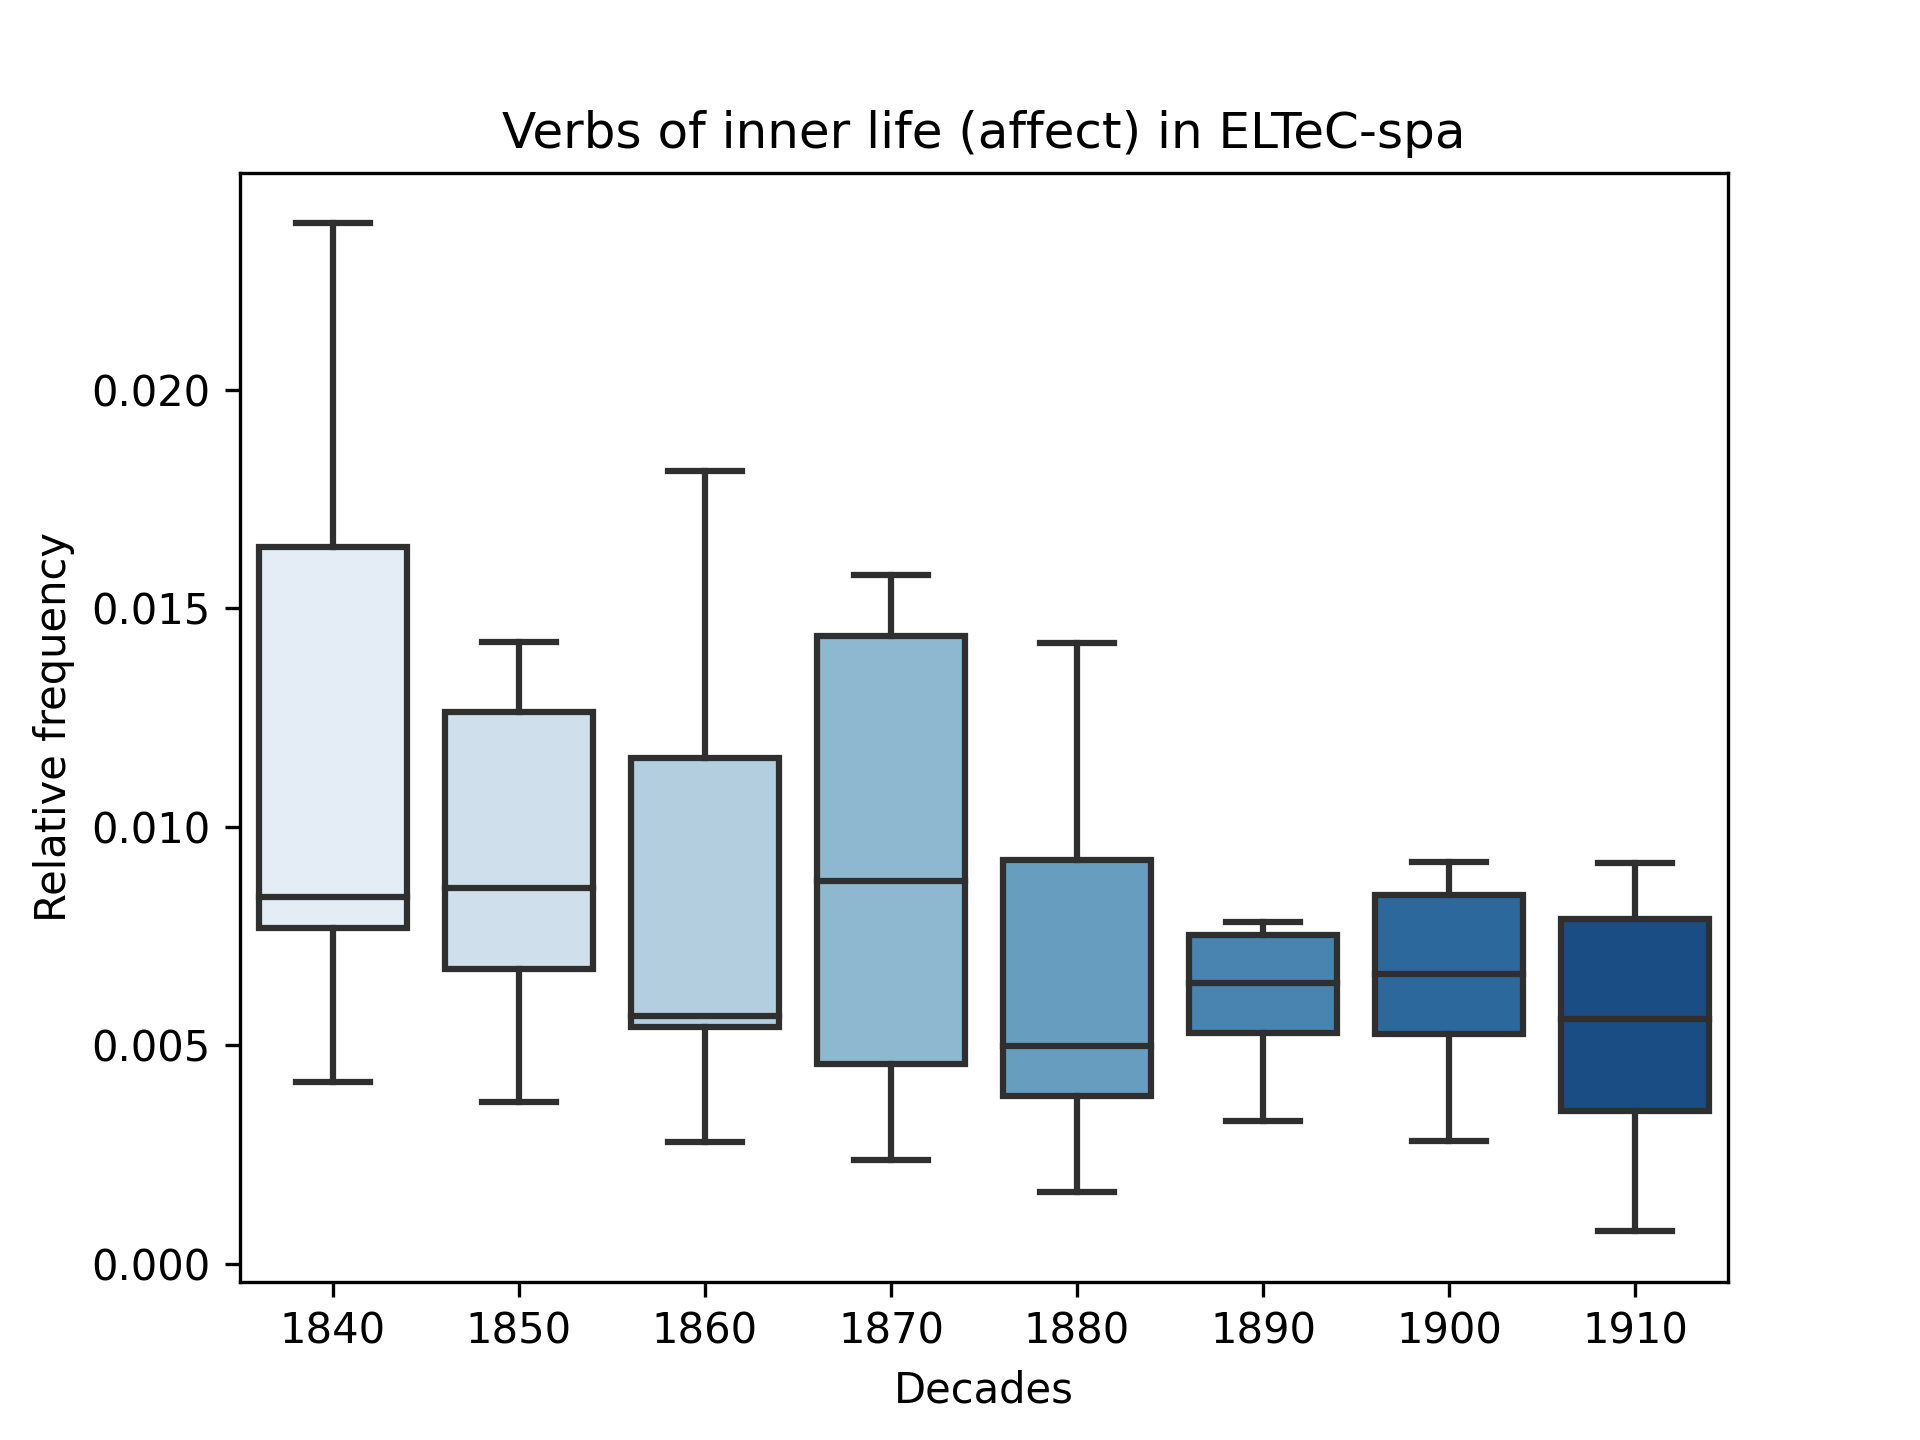 Verbs of inner life (affect) in ELTeC-spa
Relative frequency
0.020
0.015
0.010
0.005
0.000
1840 1850 1860 1870 1880 1890 1900 1910
Decades